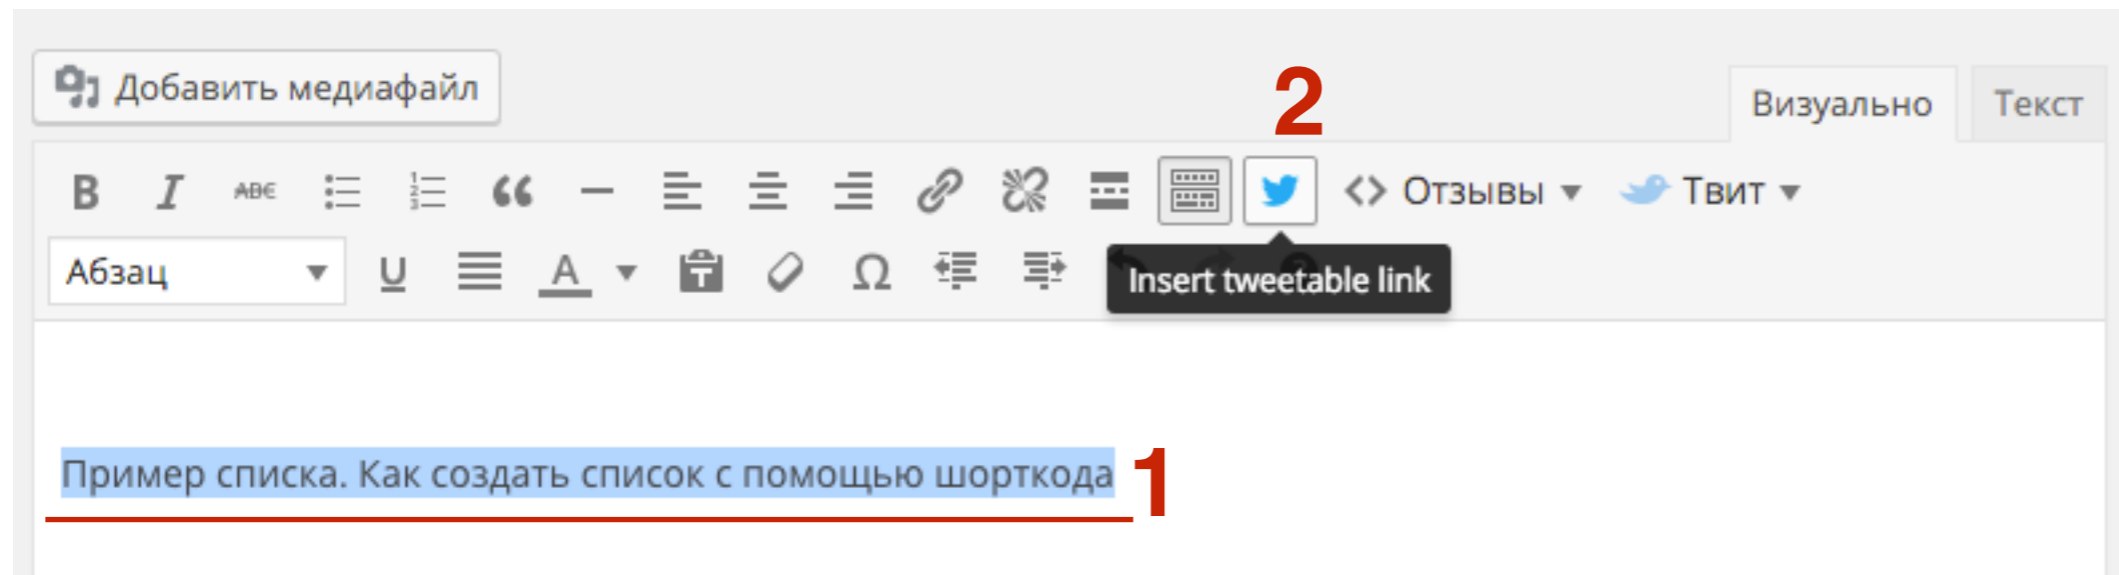 Добавить медиафайл
2
Визуально Текст
B I ABC Отзывы Твит
Абзац U A T Ω
Insert tweetable link
Пример списка. Как создать список с помощью шорткода 1